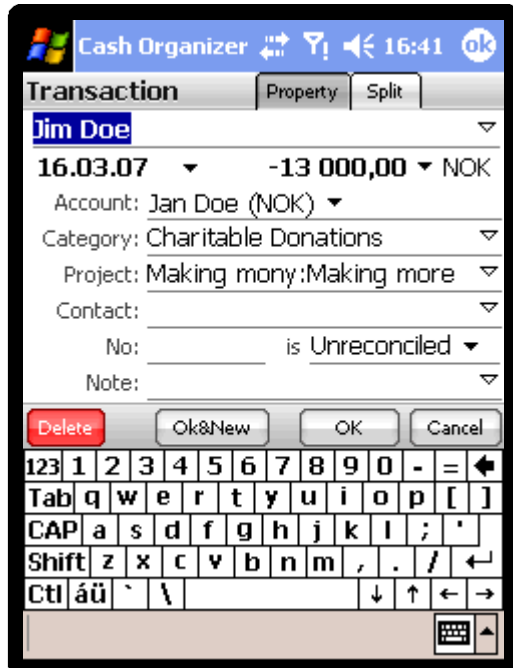 Cash Organizer 16:41 ok
Transaction Property Split
Jim Doe
16.03.07 -13 000,00 NOK
Account: Jan Doe (NOK)
Category: Charitable Donations
Project: Making mony:Making more
Contact:
No: is Unreconciled
Note:
Delete Ok&New OK Cancel
123 1 2 3 4 5 6 7 8 9 0 - =
Tab q w e r t y u i o p [ ]
CAP a s d f g h j k l ; '
Shift z x c v b n m , . /
Ctl áü ` \ ↓ ↑ ← →